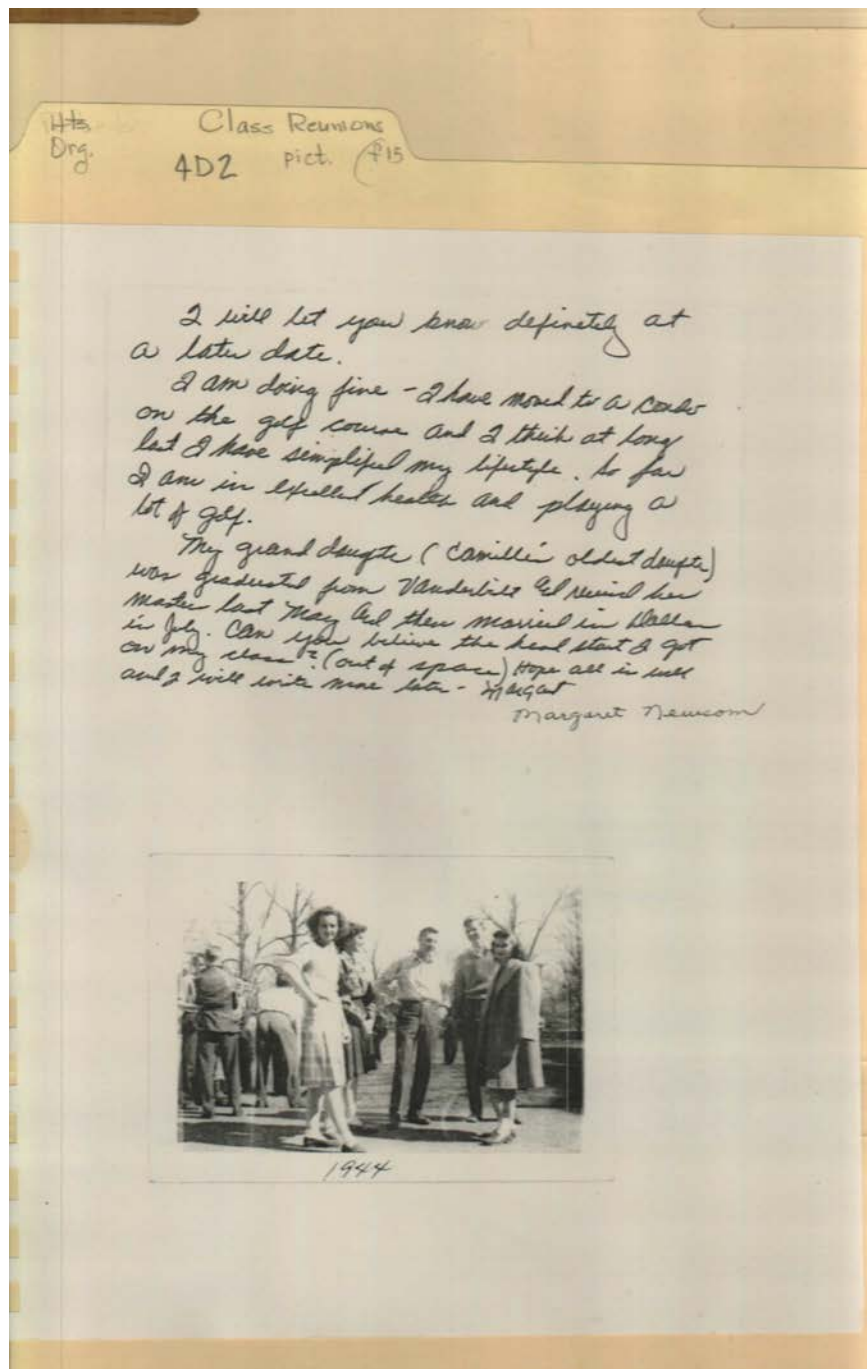 Hts Class Reunions
Org. 4D2 pict. $15
I will let you know definetely at
a later date.
I am doing fine - I have moved to a condo
on the golf course and I think at long
last I have simplified my lifestyle. So far
I am in excellent health and playing a
lot of golf.
My grand daughter (Camille's oldest daughter)
was graduated from Vanderbilt and received her
master last May and then married in Dallas
in July. Can you believe the head start I got
on my class? (out of space) Hope all is well
and I will write more later - Margaret
Margaret Newsom
1944